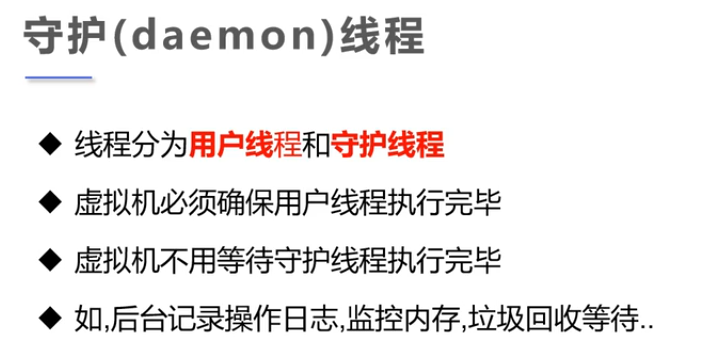 守护(daemon)线程
◆ 线程分为用户线程和守护线程
◆ 虚拟机必须确保用户线程执行完毕
◆ 虚拟机不用等待守护线程执行完毕
◆ 如,后台记录操作日志,监控内存,垃圾回收等待..